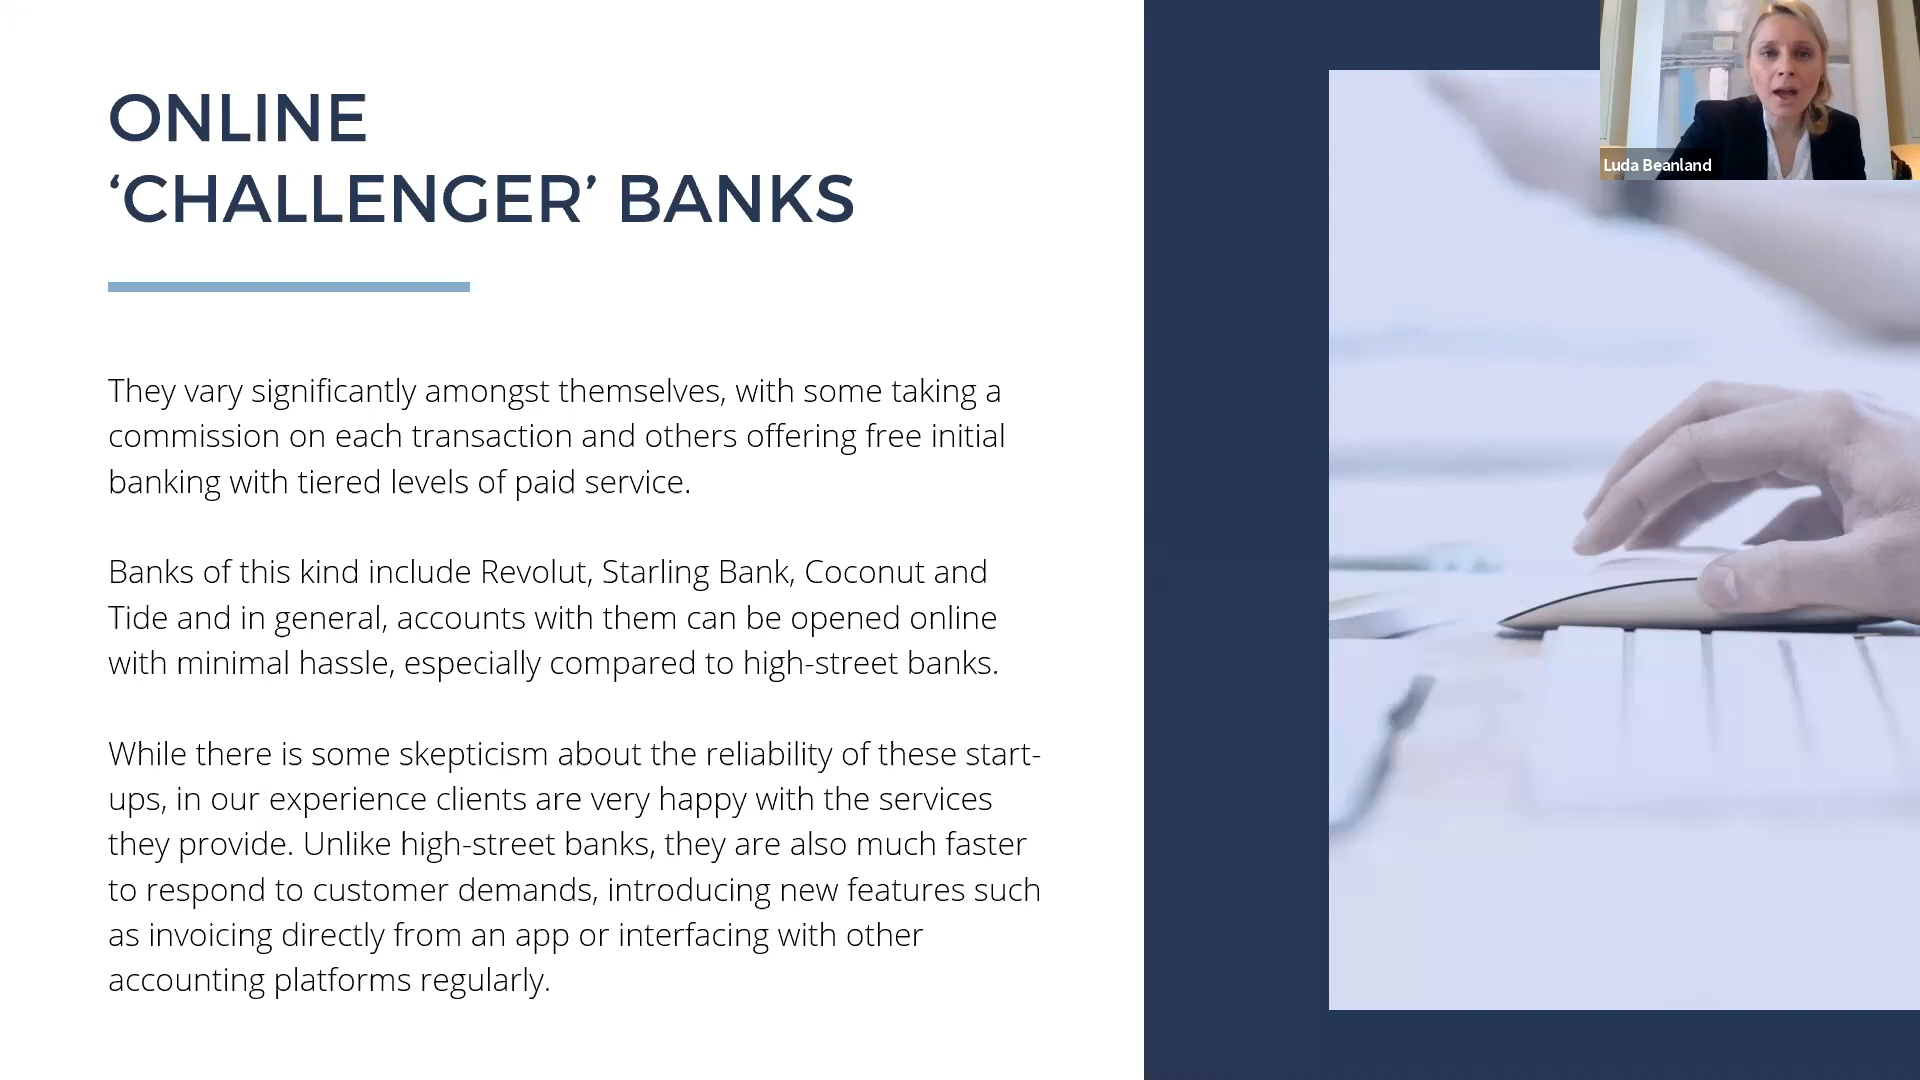 ONLINE
‘CHALLENGER’ BANKS
They vary significantly amongst themselves, with some taking a
commission on each transaction and others offering free initial
banking with tiered levels of paid service.
Banks of this kind include Revolut, Starling Bank, Coconut and
Tide and in general, accounts with them can be opened online
with minimal hassle, especially compared to high-street banks.
While there is some skepticism about the reliability of these start-
ups, in our experience clients are very happy with the services
they provide. Unlike high-street banks, they are also much faster
to respond to customer demands, introducing new features such
as invoicing directly from an app or interfacing with other
accounting platforms regularly.
Luda Beanland